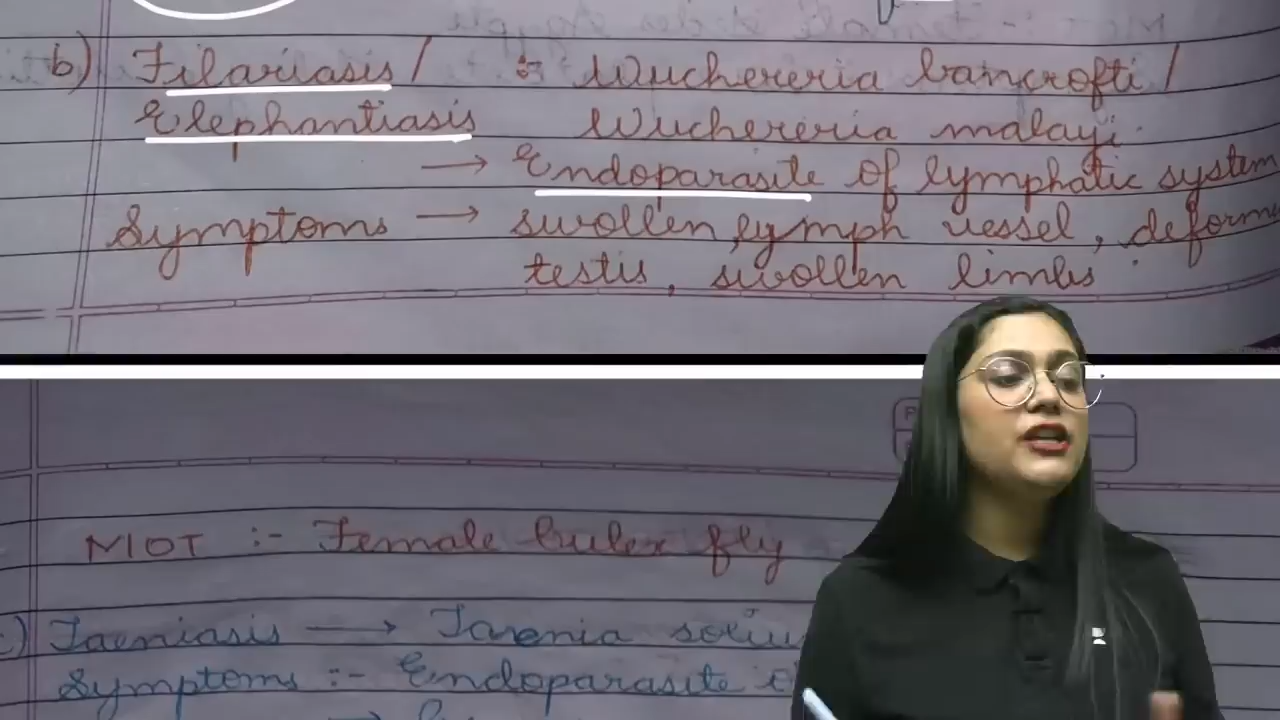 b) Filariasis / :- Wuchereria bancrofti /
Elephantiasis Wuchereria malayi.
→ Endoparasite of lymphatic system
Symptoms → swollen lymph vessel,
testis, swollen limbs.
MOT :- Female Culex fly
) Taeniasis → Taenia
Symptoms :- Endoparasite